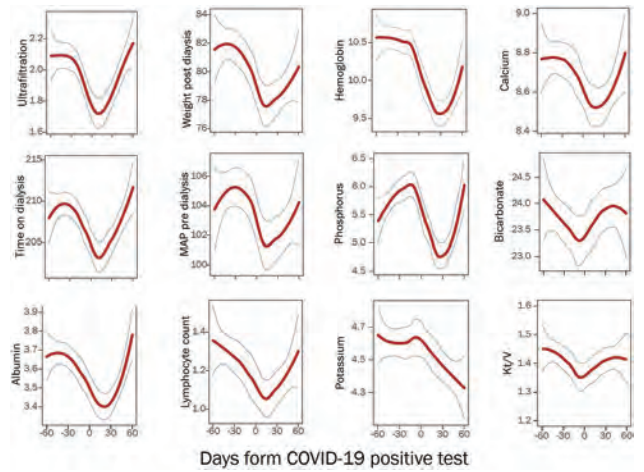 Ultrafiltration
2.2
2.0
1.8
1.6
Weight post diaysis
84
82
80
78
76
Hemoglobin
10.5
10.0
9.5
Calcium
9.0
8.8
8.6
8.4
Time on dialysis
215
210
205
MAP pre dialysis
106
104
102
100
Phosphorus
6.5
6.0
5.5
5.0
4.5
Bicarbonate
24.5
24.0
23.5
23.0
Albumin
3.9
3.8
3.7
3.6
3.5
3.4
Lymphocyte count
1.4
1.2
1.0
Potassium
4.7
4.5
4.3
Kt/V
1.6
1.5
1.4
1.3
1.2
-60 -30 0 30 60
-60 -30 0 30 60
-60 -30 0 30 60
-60 -30 0 30 60
Days form COVID-19 positive test